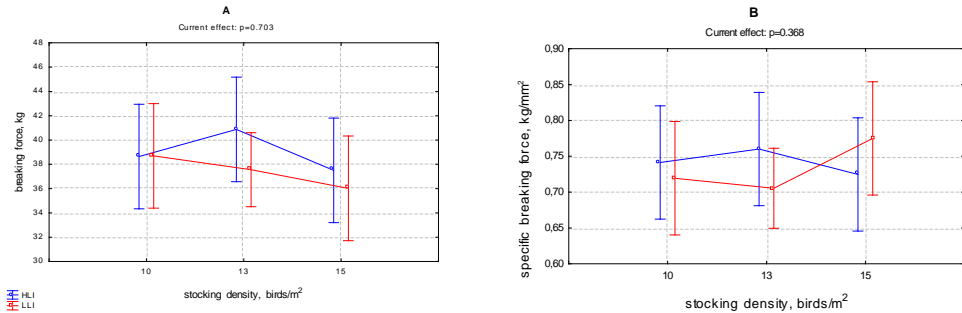 A
Current effect: p=0.703
48
46
44
42
40
38
36
34
32
30
breaking force, kg
10
13
15
stocking density, birds/m²
HLI
LLI
B
Current effect: p=0.368
0,90
0,85
0,80
0,75
0,70
0,65
0,60
specific breaking force, kg/mm²
10
13
15
stocking density, birds/m²